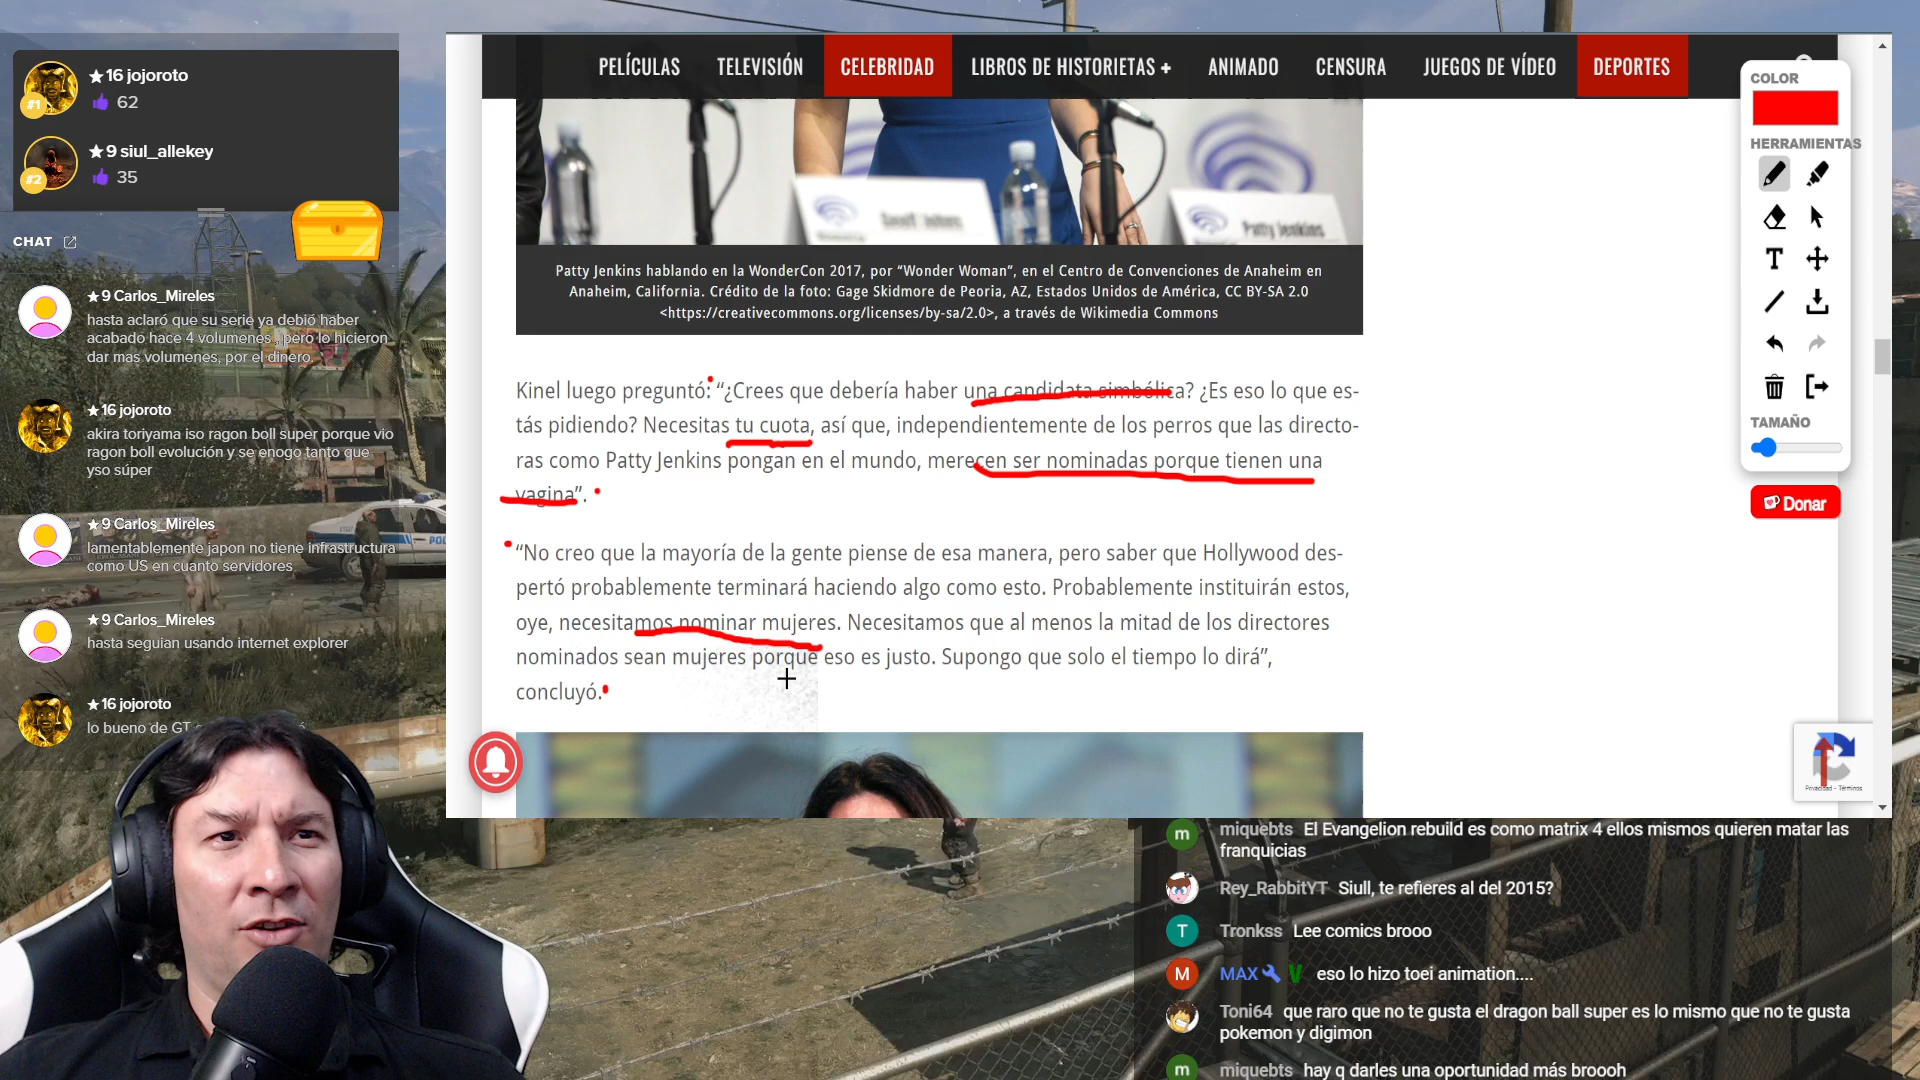 ★16 jojoroto
#1
62
★9 siul_allekey
#2
35
CHAT
★9 Carlos_Mireles
hasta aclaró que su serie ya debió haber
acabado hace 4 volumenes , pero lo hicieron
dar mas volumenes, por el dinero.
★16 jojoroto
akira toriyama iso ragon boll super porque vio
ragon boll evolución y se enogo tanto que
yso súper
★9 Carlos_Mireles
lamentablemente japon no tiene infrastructura
como US en cuanto servidores
★9 Carlos_Mireles
hasta seguian usando internet explorer
★16 jojoroto
lo bueno de GT
PELÍCULAS TELEVISIÓN CELEBRIDAD LIBROS DE HISTORIETAS + ANIMADO CENSURA JUEGOS DE VÍDEO DEPORTES
Patty Jenkins
Patty Jenkins hablando en la WonderCon 2017, por “Wonder Woman”, en el Centro de Convenciones de Anaheim en
Anaheim, California. Crédito de la foto: Gage Skidmore de Peoria, AZ, Estados Unidos de América, CC BY-SA 2.0
<https://creativecommons.org/licenses/by-sa/2.0>, a través de Wikimedia Commons
Kinel luego preguntó: “¿Crees que debería haber una candidata simbólica? ¿Es eso lo que es-
tás pidiendo? Necesitas tu cuota, así que, independientemente de los perros que las directo-
ras como Patty Jenkins pongan en el mundo, merecen ser nominadas porque tienen una
vagina”.
“No creo que la mayoría de la gente piense de esa manera, pero saber que Hollywood des-
pertó probablemente terminará haciendo algo como esto. Probablemente instituirán estos,
oye, necesitamos nominar mujeres. Necesitamos que al menos la mitad de los directores
nominados sean mujeres porque eso es justo. Supongo que solo el tiempo lo dirá”,
concluyó.
COLOR
HERRAMIENTAS
T
TAMAÑO
Donar
Privacidad - Términos
m miquebts El Evangelion rebuild es como matrix 4 ellos mismos quieren matar las
franquicias
Rey_RabbitYT Siull, te refieres al del 2015?
T Tronkss Lee comics brooo
M MAX eso lo hizo toei animation....
Toni64 que raro que no te gusta el dragon ball super es lo mismo que no te gusta
pokemon y digimon
m miquebts hay q darles una oportunidad más broooh